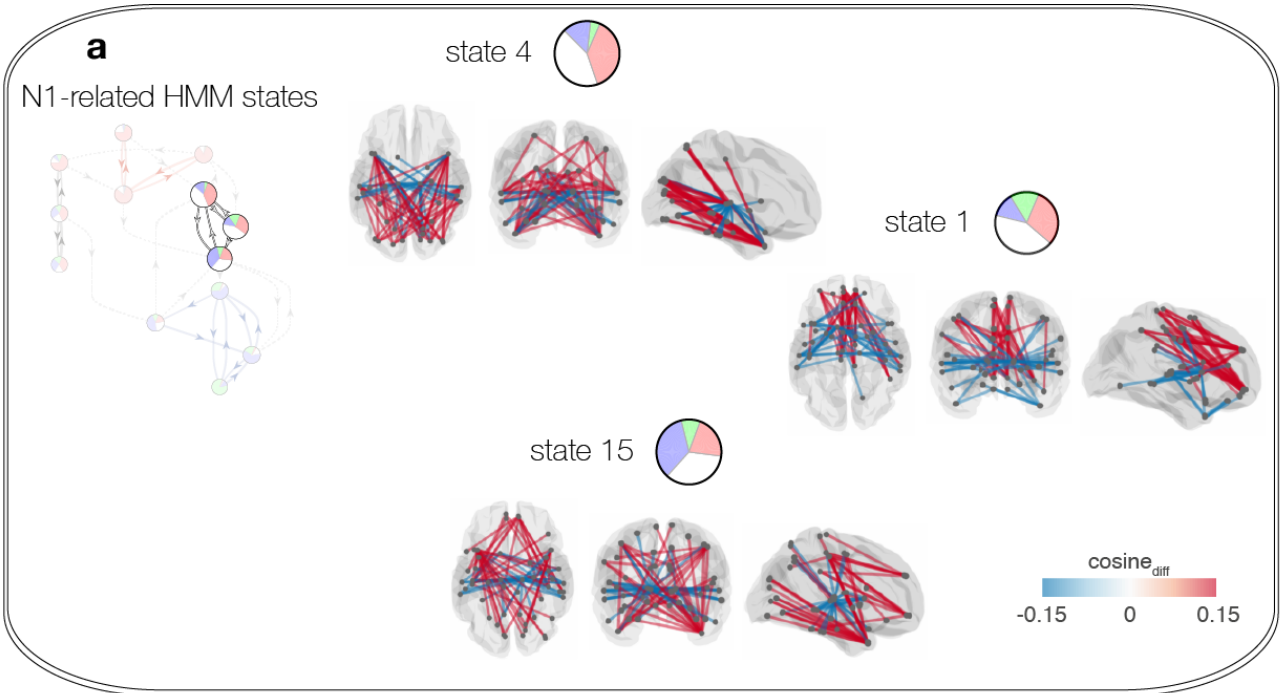 a
state 4
N1-related HMM states
state 1
state 15
cosine_diff
-0.15 0 0.15